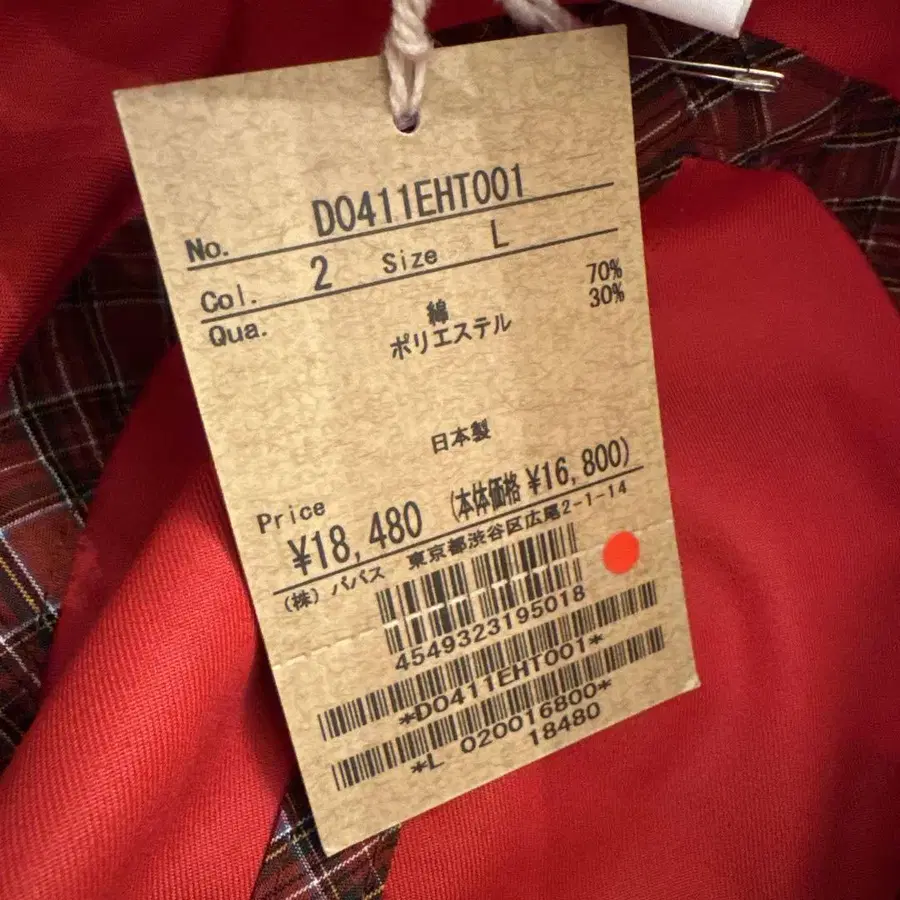 No. D0411EHT001
Col. 2 Size L
Qua. 綿 70%
ポリエステル 30%
日本製
Price
¥18,480 (本体価格 ¥16,800)
(株) パパス 東京都渋谷区広尾2-1-14
4549323195018
*D0411EHT001*
*L 020016800*
18480